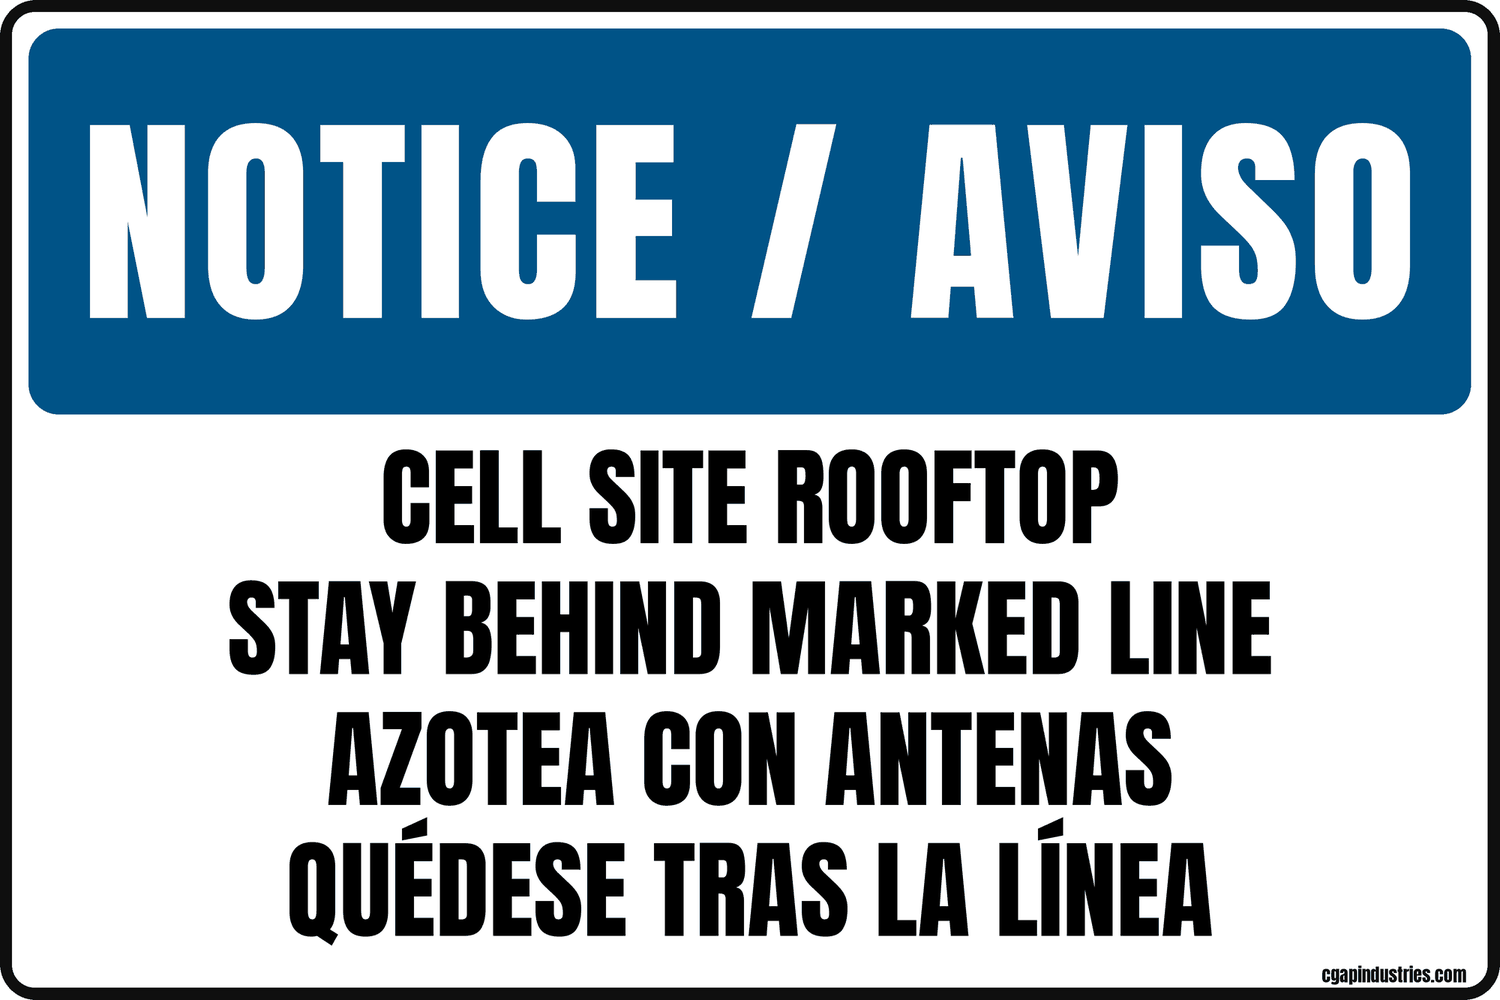 NOTICE / AVISO
CELL SITE ROOFTOP
STAY BEHIND MARKED LINE
AZOTEA CON ANTENAS
QUÉDESE TRAS LA LÍNEA
cgapindustries.com